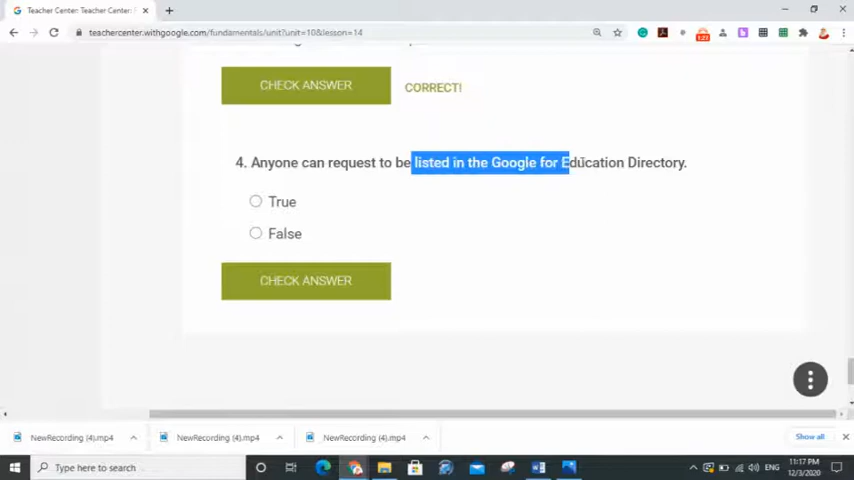 Teacher Center: Teacher Center: F
teachercenter.withgoogle.com/fundamentals/unit?unit=10&lesson=14
CHECK ANSWER
CORRECT!
4. Anyone can request to be listed in the Google for Education Directory.
True
False
CHECK ANSWER
NewRecording (4).mp4
NewRecording (4).mp4
NewRecording (4).mp4
Show all
Type here to search
ENG
11:17 PM
12/3/2020